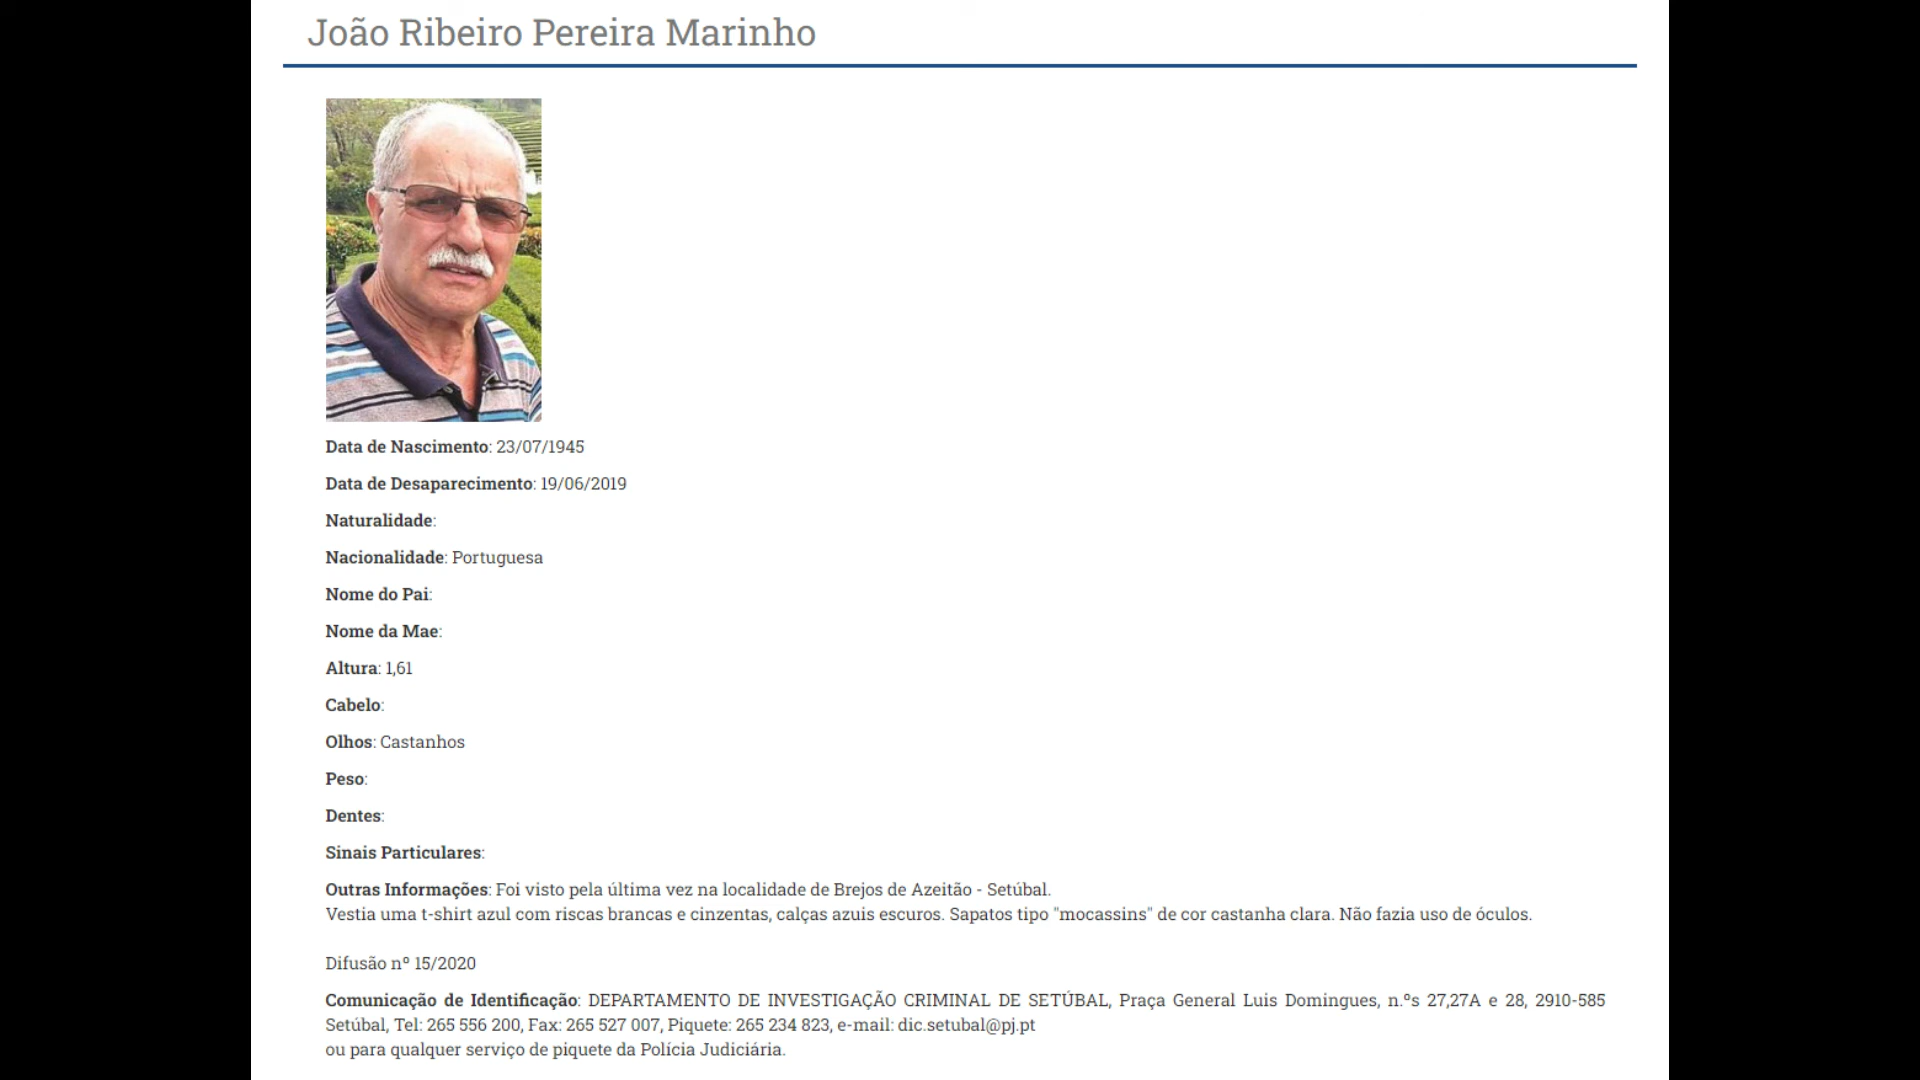 João Ribeiro Pereira Marinho
Data de Nascimento: 23/07/1945
Data de Desaparecimento: 19/06/2019
Naturalidade:
Nacionalidade: Portuguesa
Nome do Pai:
Nome da Mae:
Altura: 1,61
Cabelo:
Olhos: Castanhos
Peso:
Dentes:
Sinais Particulares:
Outras Informações: Foi visto pela última vez na localidade de Brejos de Azeitão - Setúbal.
Vestia uma t-shirt azul com riscas brancas e cinzentas, calças azuis escuros. Sapatos tipo "mocassins" de cor castanha clara. Não fazia uso de óculos.
Difusão nº 15/2020
Comunicação de Identificação: DEPARTAMENTO DE INVESTIGAÇÃO CRIMINAL DE SETÚBAL, Praça General Luis Domingues, n.ºs 27,27A e 28, 2910-585
Setúbal, Tel: 265 556 200, Fax: 265 527 007, Piquete: 265 234 823, e-mail: dic.setubal@pj.pt
ou para qualquer serviço de piquete da Polícia Judiciária.